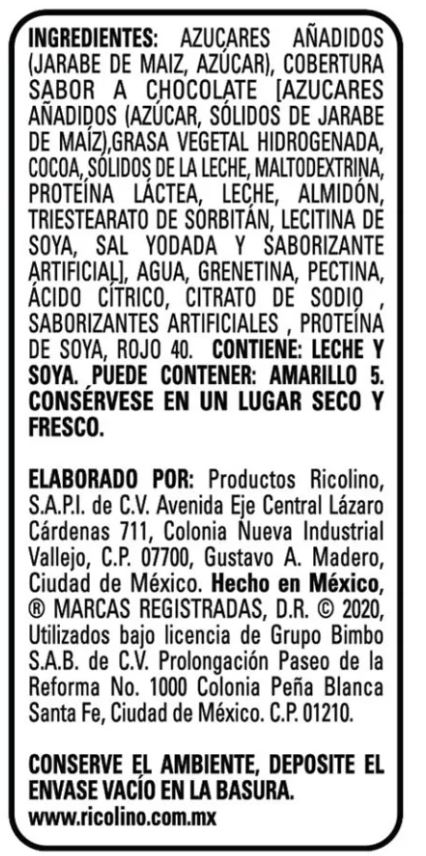 INGREDIENTES: AZUCARES AÑADIDOS
(JARABE DE MAIZ, AZÚCAR), COBERTURA
SABOR A CHOCOLATE [AZUCARES
AÑADIDOS (AZÚCAR, SÓLIDOS DE JARABE
DE MAÍZ),GRASA VEGETAL HIDROGENADA,
COCOA, SÓLIDOS DE LA LECHE, MALTODEXTRINA,
PROTEÍNA LÁCTEA, LECHE, ALMIDÓN,
TRIESTEARATO DE SORBITÁN, LECITINA DE
SOYA, SAL YODADA Y SABORIZANTE
ARTIFICIAL], AGUA, GRENETINA, PECTINA,
ÁCIDO CÍTRICO, CITRATO DE SODIO ,
SABORIZANTES ARTIFICIALES , PROTEÍNA
DE SOYA, ROJO 40. CONTIENE: LECHE Y
SOYA. PUEDE CONTENER: AMARILLO 5.
CONSÉRVESE EN UN LUGAR SECO Y
FRESCO.
ELABORADO POR: Productos Ricolino,
S.A.P.I. de C.V. Avenida Eje Central Lázaro
Cárdenas 711, Colonia Nueva Industrial
Vallejo, C.P. 07700, Gustavo A. Madero,
Ciudad de México. Hecho en México,
® MARCAS REGISTRADAS, D.R. © 2020,
Utilizados bajo licencia de Grupo Bimbo
S.A.B. de C.V. Prolongación Paseo de la
Reforma No. 1000 Colonia Peña Blanca
Santa Fe, Ciudad de México. C.P. 01210.
CONSERVE EL AMBIENTE, DEPOSITE EL
ENVASE VACÍO EN LA BASURA.
www.ricolino.com.mx